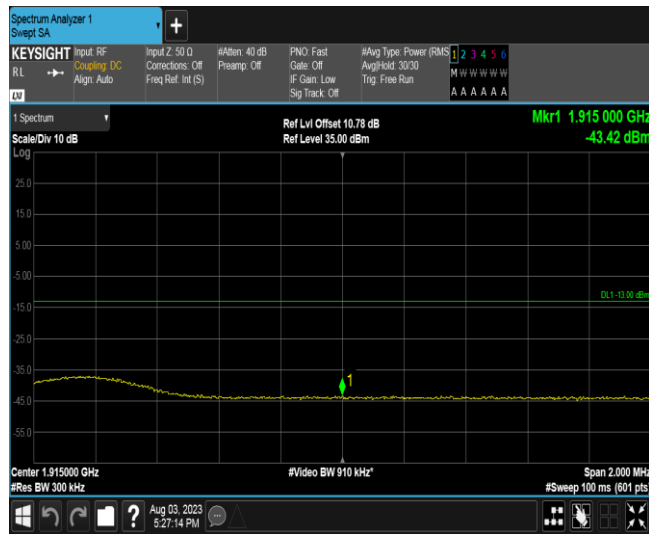 Spectrum Analyzer 1
Swept SA
+
KEYSIGHT
RL
LXI
Input: RF
Coupling: DC
Align: Auto
Input Z: 50 Ω
Corrections: Off
Freq Ref: Int (S)
#Atten: 40 dB
Preamp: Off
PNO: Fast
Gate: Off
IF Gain: Low
Sig Track: Off
#Avg Type: Power (RMS
Avg|Hold: 30/30
Trig: Free Run
1 2 3 4 5 6
M W W W W W
A A A A A A
1 Spectrum
Scale/Div 10 dB
Log
Ref Lvl Offset 10.78 dB
Ref Level 35.00 dBm
Mkr1 1.915 000 GHz
-43.42 dBm
25.0
15.0
5.00
-5.00
DL1 -13.00 dBm
-15.0
-25.0
-35.0
1
-45.0
-55.0
Center 1.915000 GHz
#Video BW 910 kHz*
Span 2.000 MHz
#Res BW 300 kHz
#Sweep 100 ms (601 pts
?
Aug 03, 2023
5:27:14 PM